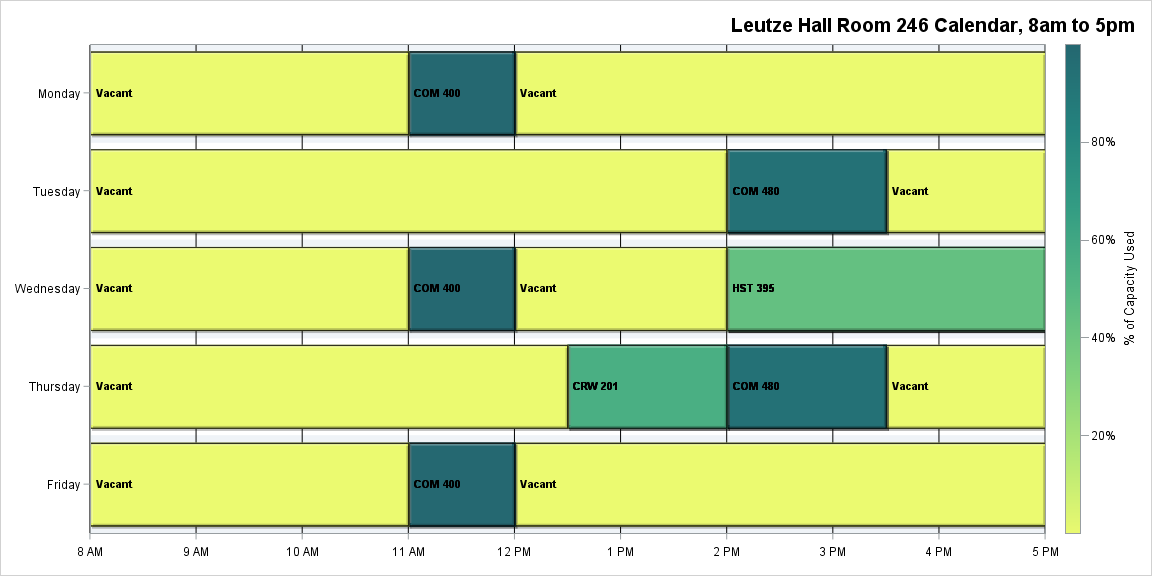 Leutze Hall Room 246 Calendar, 8am to 5pm
Monday
Vacant
COM 400
Vacant
Tuesday
Vacant
COM 480
Vacant
Wednesday
Vacant
COM 400
Vacant
HST 395
Thursday
Vacant
CRW 201
COM 480
Vacant
Friday
Vacant
COM 400
Vacant
8 AM
9 AM
10 AM
11 AM
12 PM
1 PM
2 PM
3 PM
4 PM
5 PM
80%
60%
40%
20%
% of Capacity Used